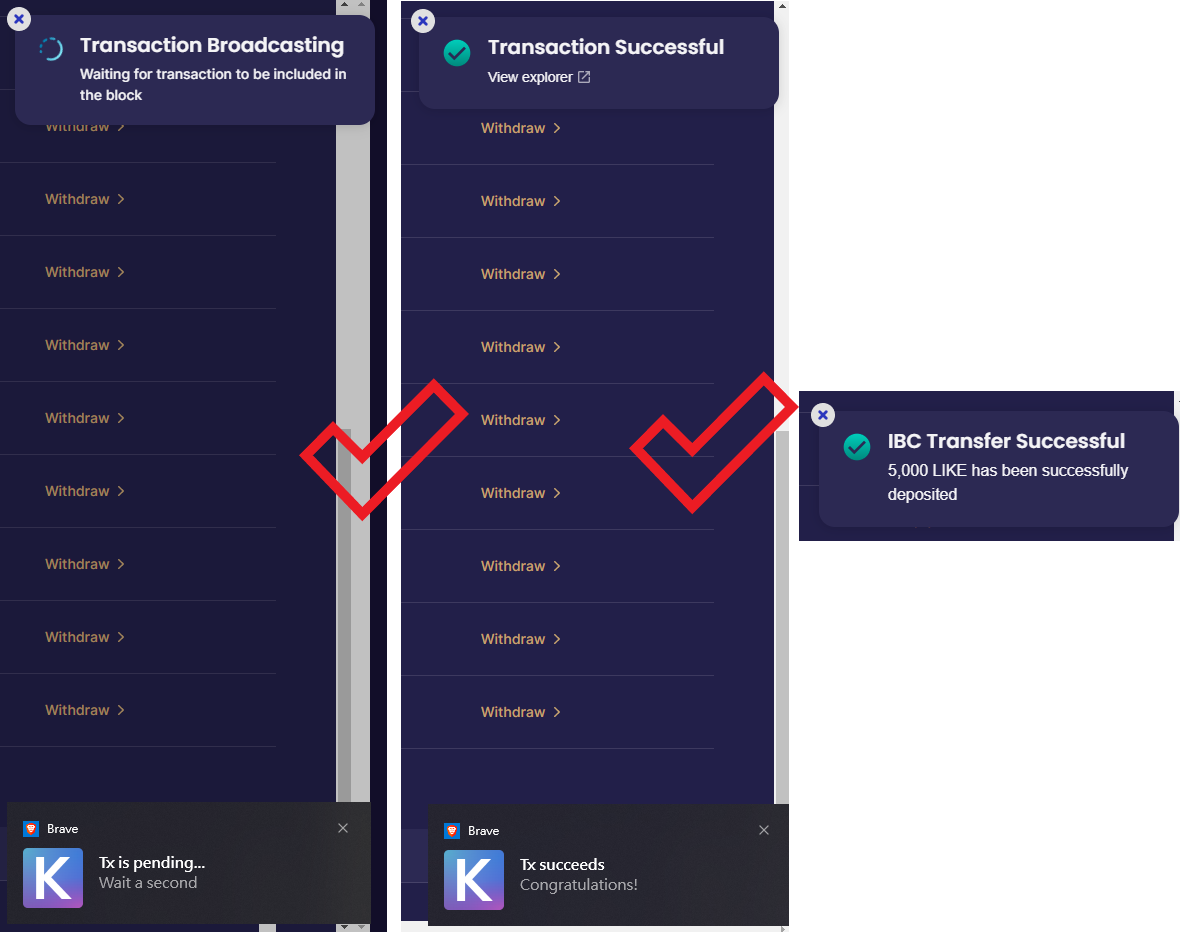 Transaction Broadcasting
Waiting for transaction to be included in
the block
Withdraw
Withdraw
Withdraw
Withdraw
Withdraw
Withdraw
Withdraw
Withdraw
Withdraw
Brave
K
Tx is pending...
Wait a second
Transaction Successful
View explorer
Withdraw
Withdraw
Withdraw
Withdraw
Withdraw
Withdraw
Withdraw
Withdraw
Withdraw
Brave
K
Tx succeeds
Congratulations!
IBC Transfer Successful
5,000 LIKE has been successfully
deposited